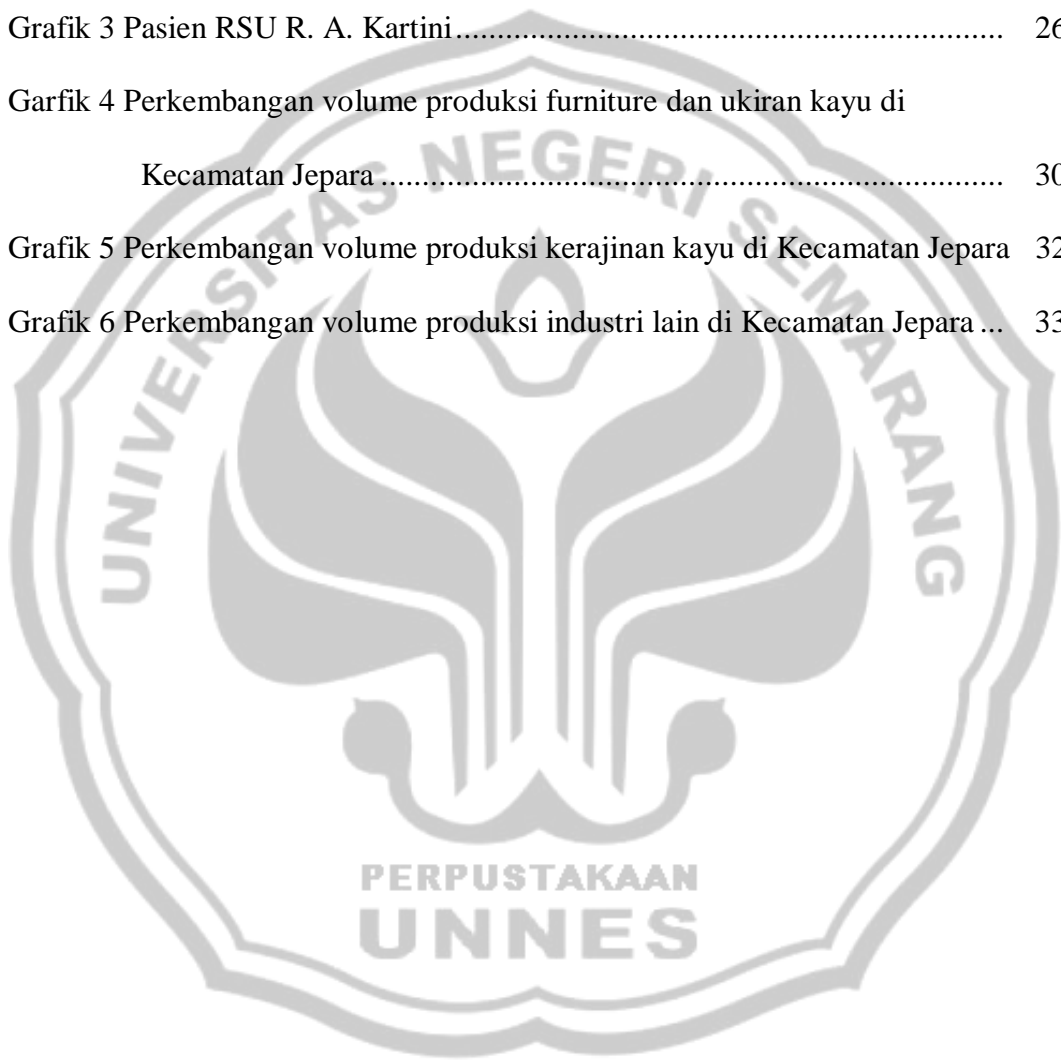 Grafik 3 Pasien RSU R. A. Kartini.................................................................. 26
Garfik 4 Perkembangan volume produksi furniture dan ukiran kayu di
Kecamatan Jepara ........................................................................... 30
Grafik 5 Perkembangan volume produksi kerajinan kayu di Kecamatan Jepara 32
Grafik 6 Perkembangan volume produksi industri lain di Kecamatan Jepara ... 33
UNIVERSITAS NEGERI SEMARANG
PERPUSTAKAAN
UNNES